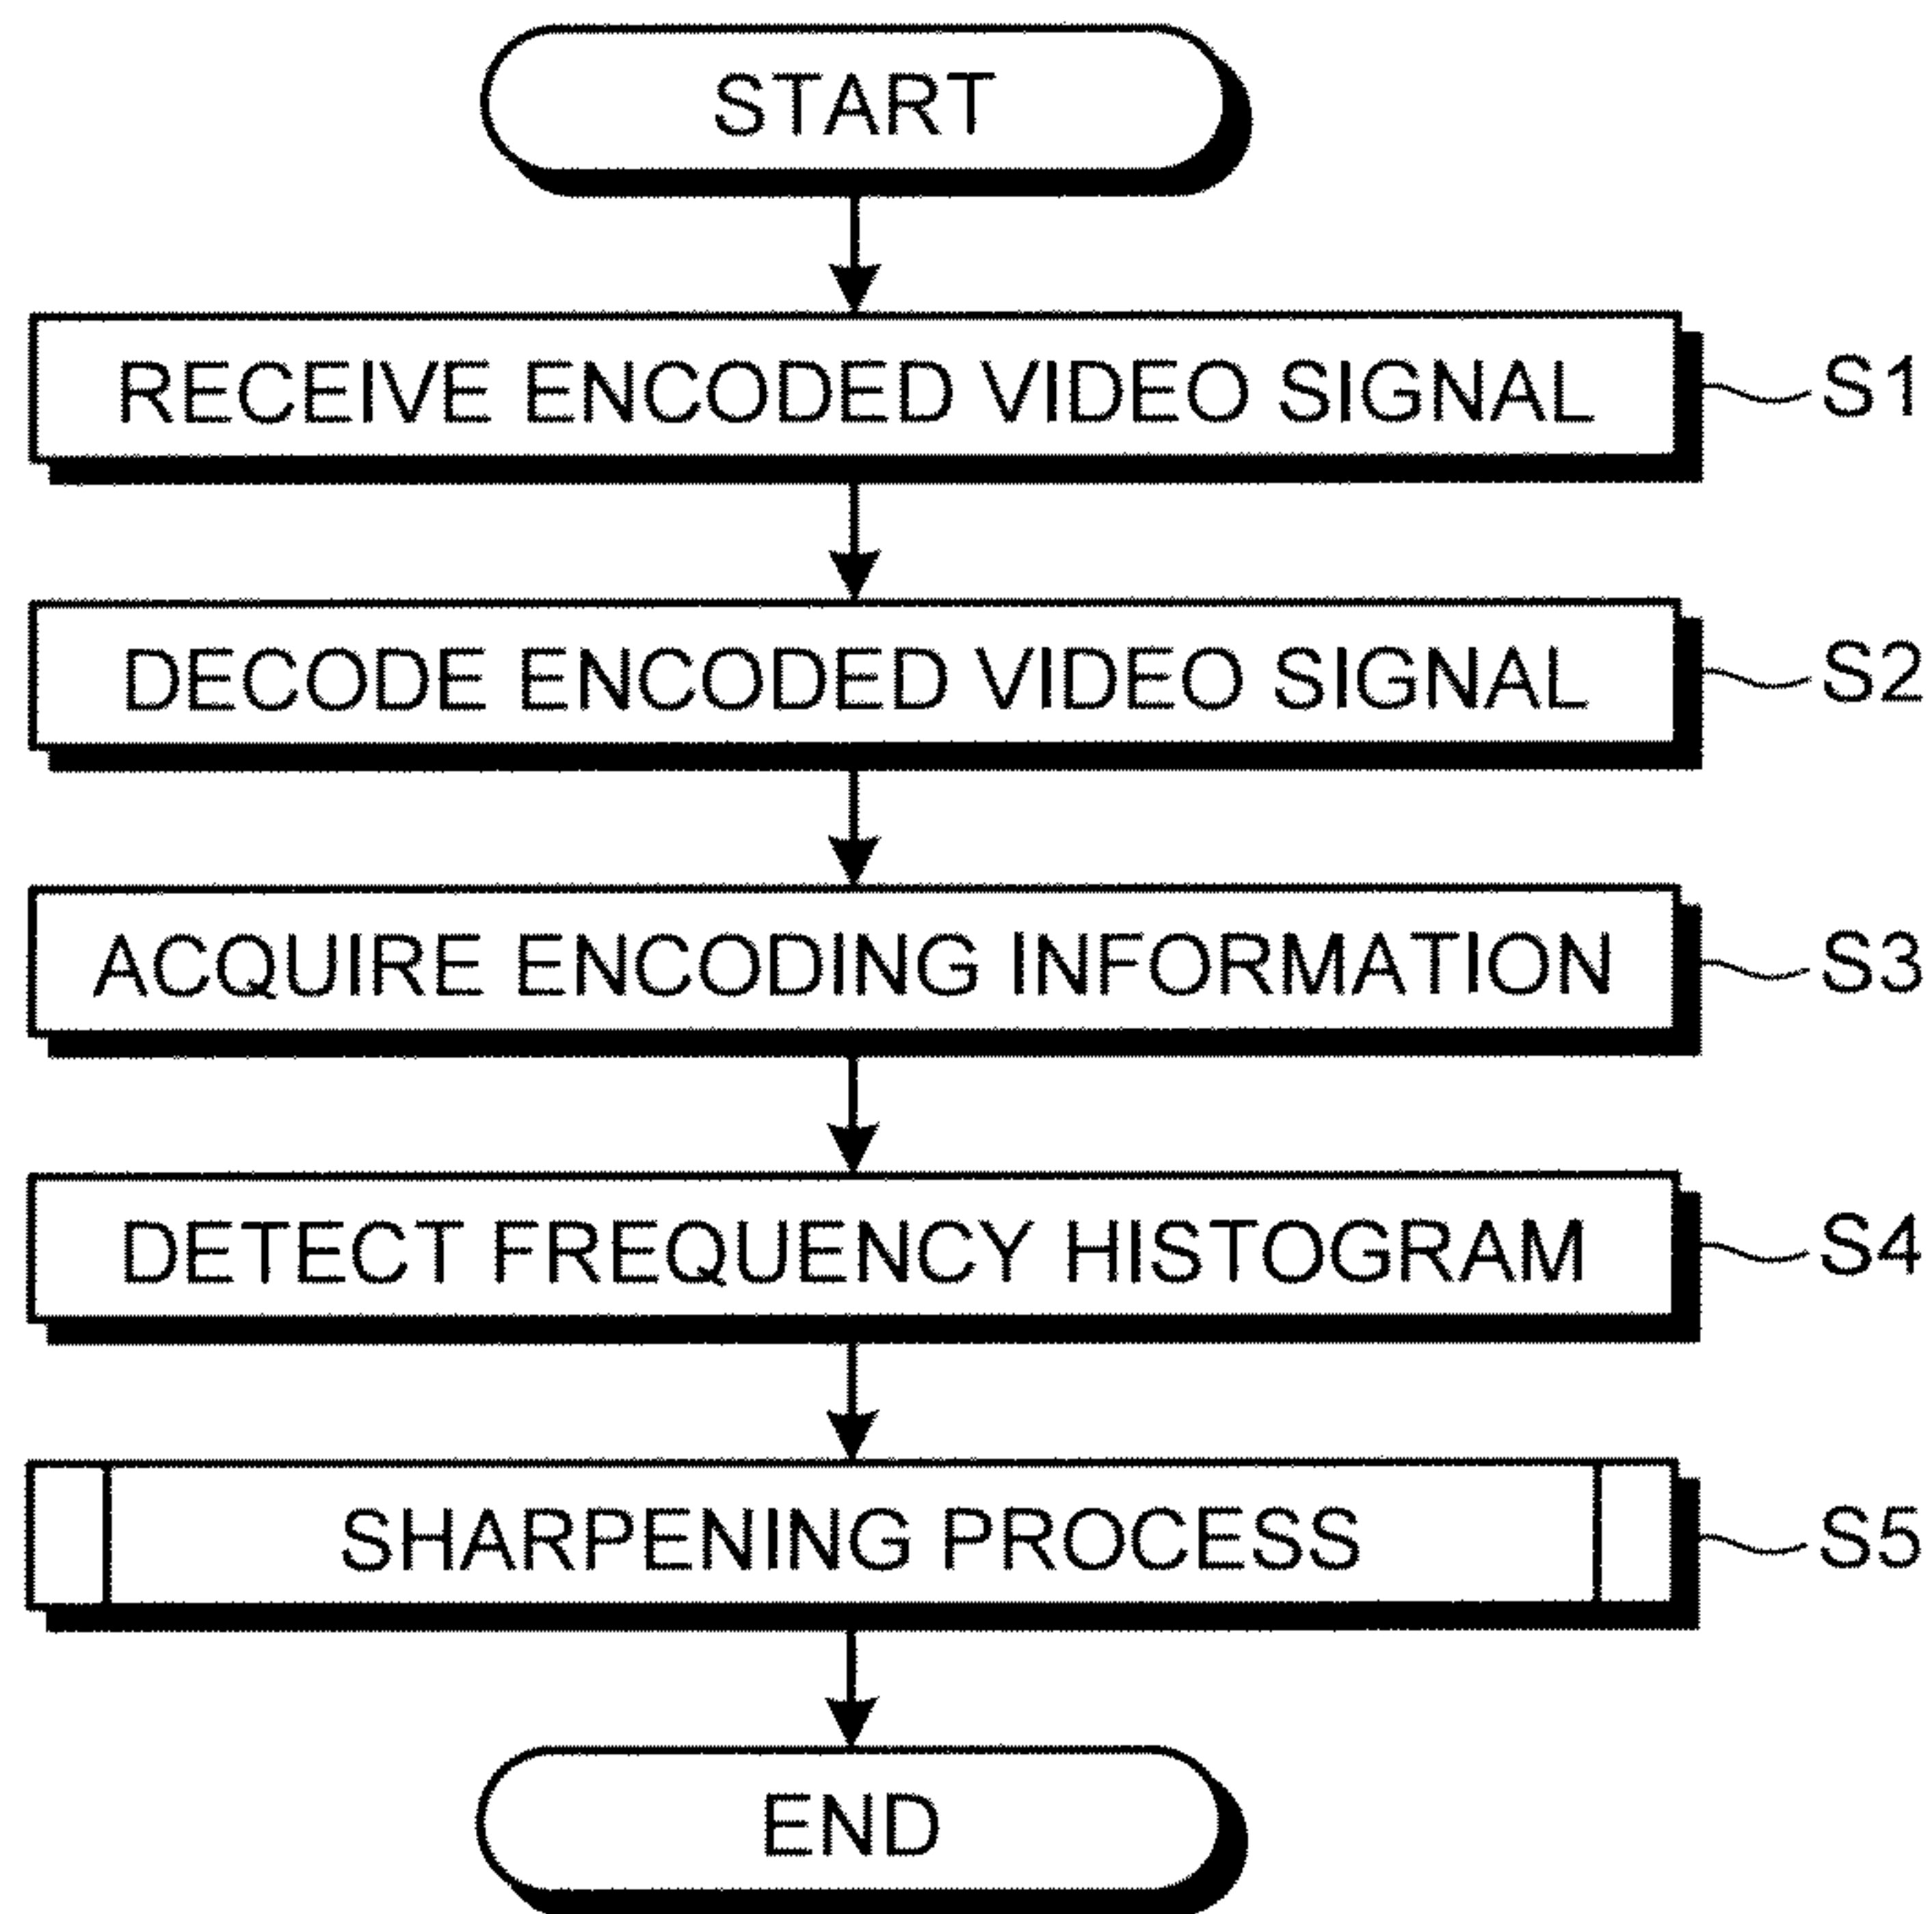 START
RECEIVE ENCODED VIDEO SIGNAL S1
DECODE ENCODED VIDEO SIGNAL S2
ACQUIRE ENCODING INFORMATION S3
DETECT FREQUENCY HISTOGRAM S4
SHARPENING PROCESS S5
END